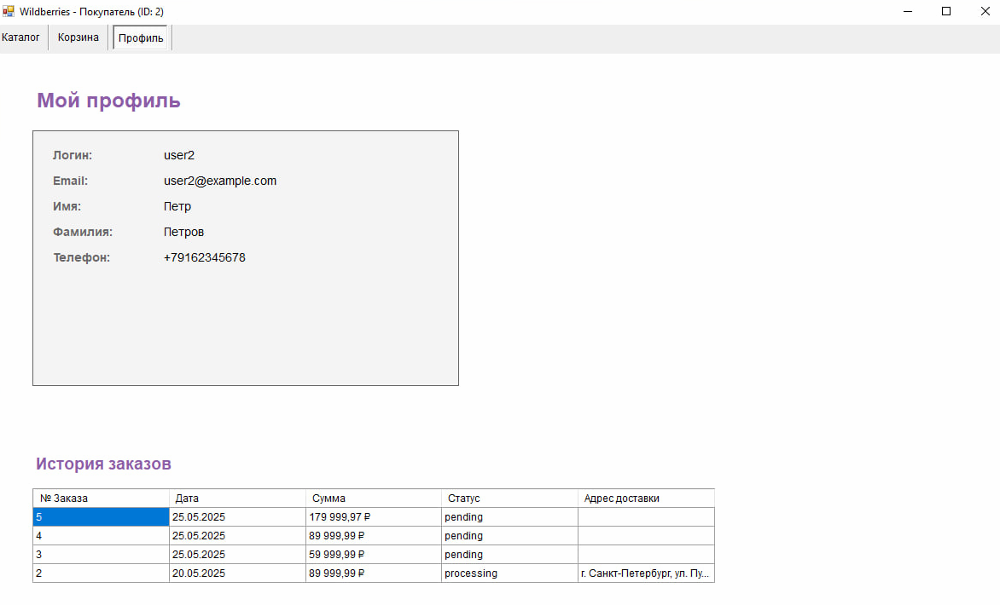 Wildberries - Покупатель (ID: 2)
Каталог Корзина Профиль
Мой профиль
Логин: user2
Email: user2@example.com
Имя: Петр
Фамилия: Петров
Телефон: +79162345678
История заказов
№ Заказа Дата Сумма Статус Адрес доставки
5 25.05.2025 179 999,97 ₽ pending
4 25.05.2025 89 999,99 ₽ pending
3 25.05.2025 59 999,99 ₽ pending
2 20.05.2025 89 999,99 ₽ processing г. Санкт-Петербург, ул. Пу...